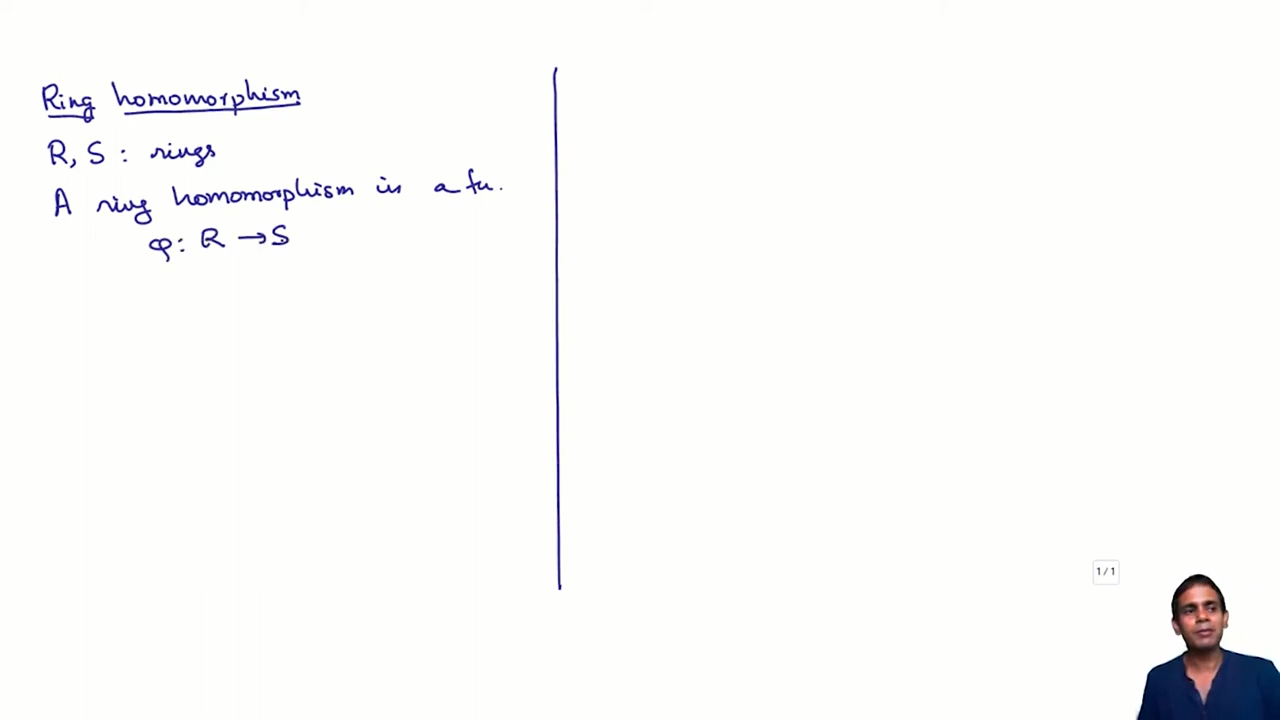 Ring homomorphism
R, S : rings
A ring homomorphism is a fn.
φ: R → S
1/1